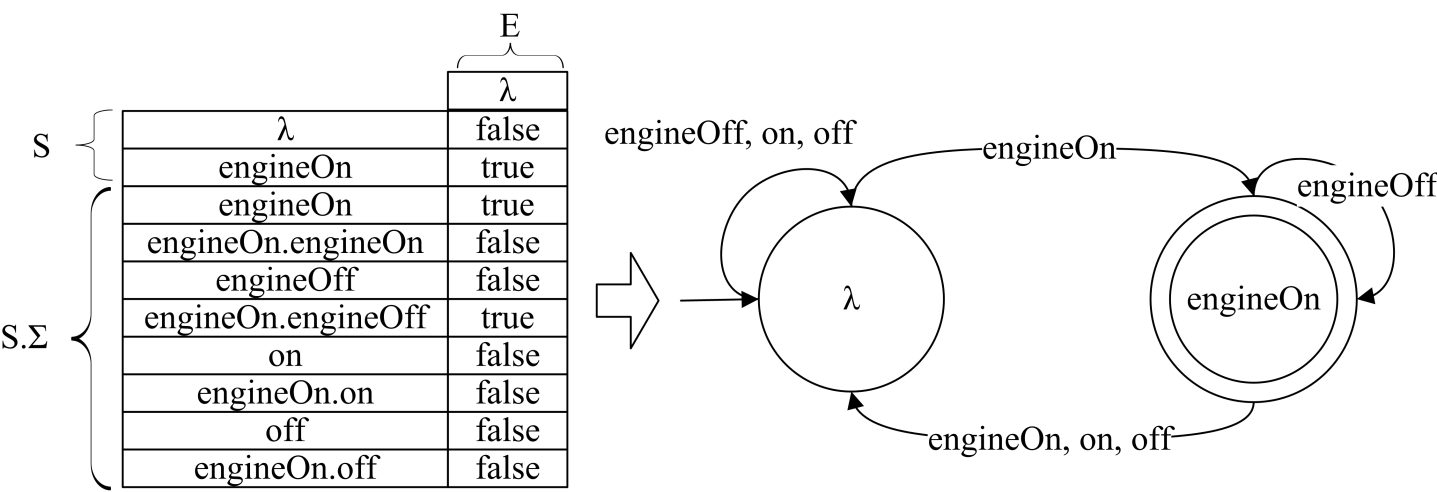 E
λ
S
λ false
engineOn true
S.Σ
engineOn true
engineOn.engineOn false
engineOff false
engineOn.engineOff true
on false
engineOn.on false
off false
engineOn.off false
engineOff, on, off
engineOn
engineOff
λ
engineOn
engineOn, on, off